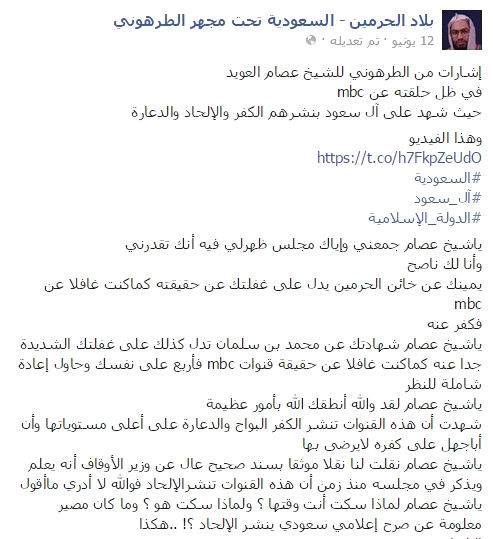 بلاد الحرمين - السعودية تحت مجهر الطرهوني
12 يونيو · تم تعديله ·
إشارات من الطرهوني للشيخ عصام العويد
في ظل حلقته عن mbc
حيث شهد على آل سعود بنشرهم الكفر والإلحاد والدعارة
وهذا الفيديو
https://t.co/h7FkpZeUdO
#السعودية
#آل_سعود
#الدولة_الإسلامية
ياشيخ عصام جمعني وإياك مجلس ظهرلي فيه أنك تقدرني
وأنا لك ناصح
يمينك عن خائن الحرمين يدل على غفلتك عن حقيقته كماكنت غافلا عن
mbc
فكفر عنه
ياشيخ عصام شهادتك عن محمد بن سلمان تدل كذلك على غفلتك الشديدة
جدا عنه كماكنت غافلا عن حقيقة قنوات mbc فأربع على نفسك وحاول إعادة
شاملة للنظر
ياشيخ عصام لقد والله أنطقك الله بأمور عظيمة
شهدت أن هذه القنوات تنشر الكفر البواح والدعارة على أعلى مستوياتها وأن
أباجهل على كفره لايرضى بها
ياشيخ عصام نقلت لنا نقلا موثقا بسند صحيح عال عن وزير الأوقاف أنه يعلم
ويذكر في مجلسه منذ زمن أن هذه القنوات تنشرالإلحاد فوالله لا أدري ماأقول
ياشيخ عصام لماذا سكت أنت وقتها ؟ ولماذا سكت هو ؟ وما كان مصير
معلومة عن صرح إعلامي سعودي ينشر الإلحاد ؟! ..هكذا